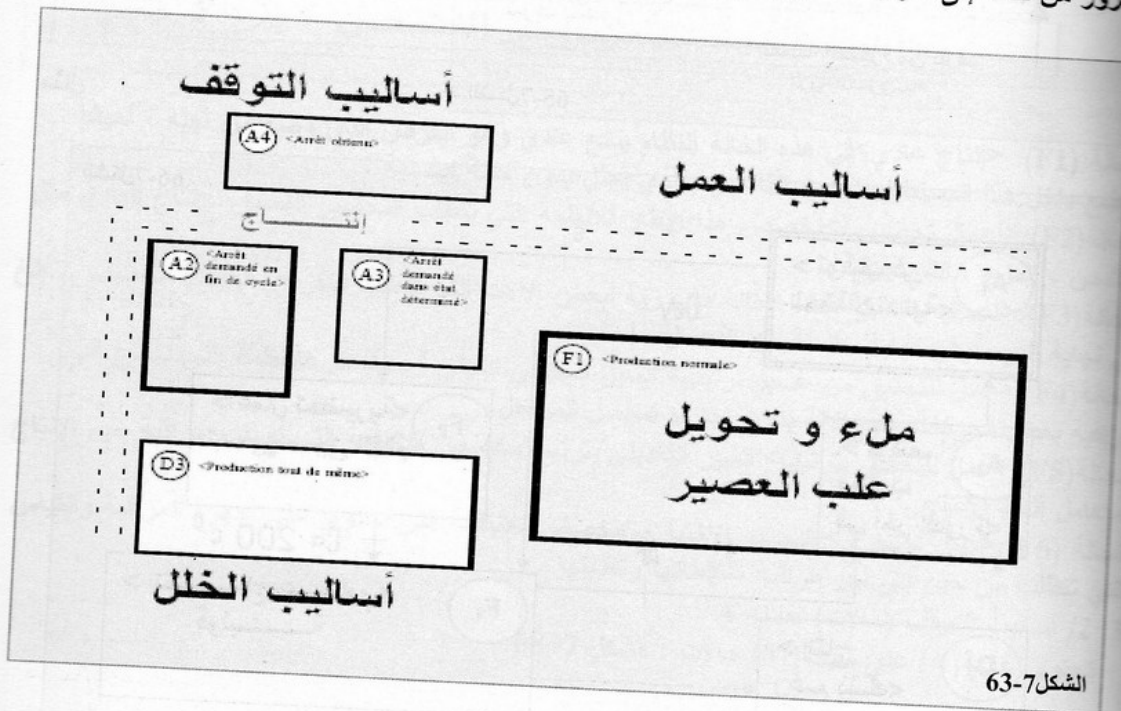 أساليب التوقف
A4 <Arrêt obtenu>
أساليب العمل
إنتــــــاج
A2 <Arrêt
demandé en
fin de cycle>
A3 <Arrêt
demandé
dans état
déterminé>
F1 <Production normale>
ملء و تحويل
علب العصير
D3 <Production tout de même>
أساليب الخلل
الشكل7-63